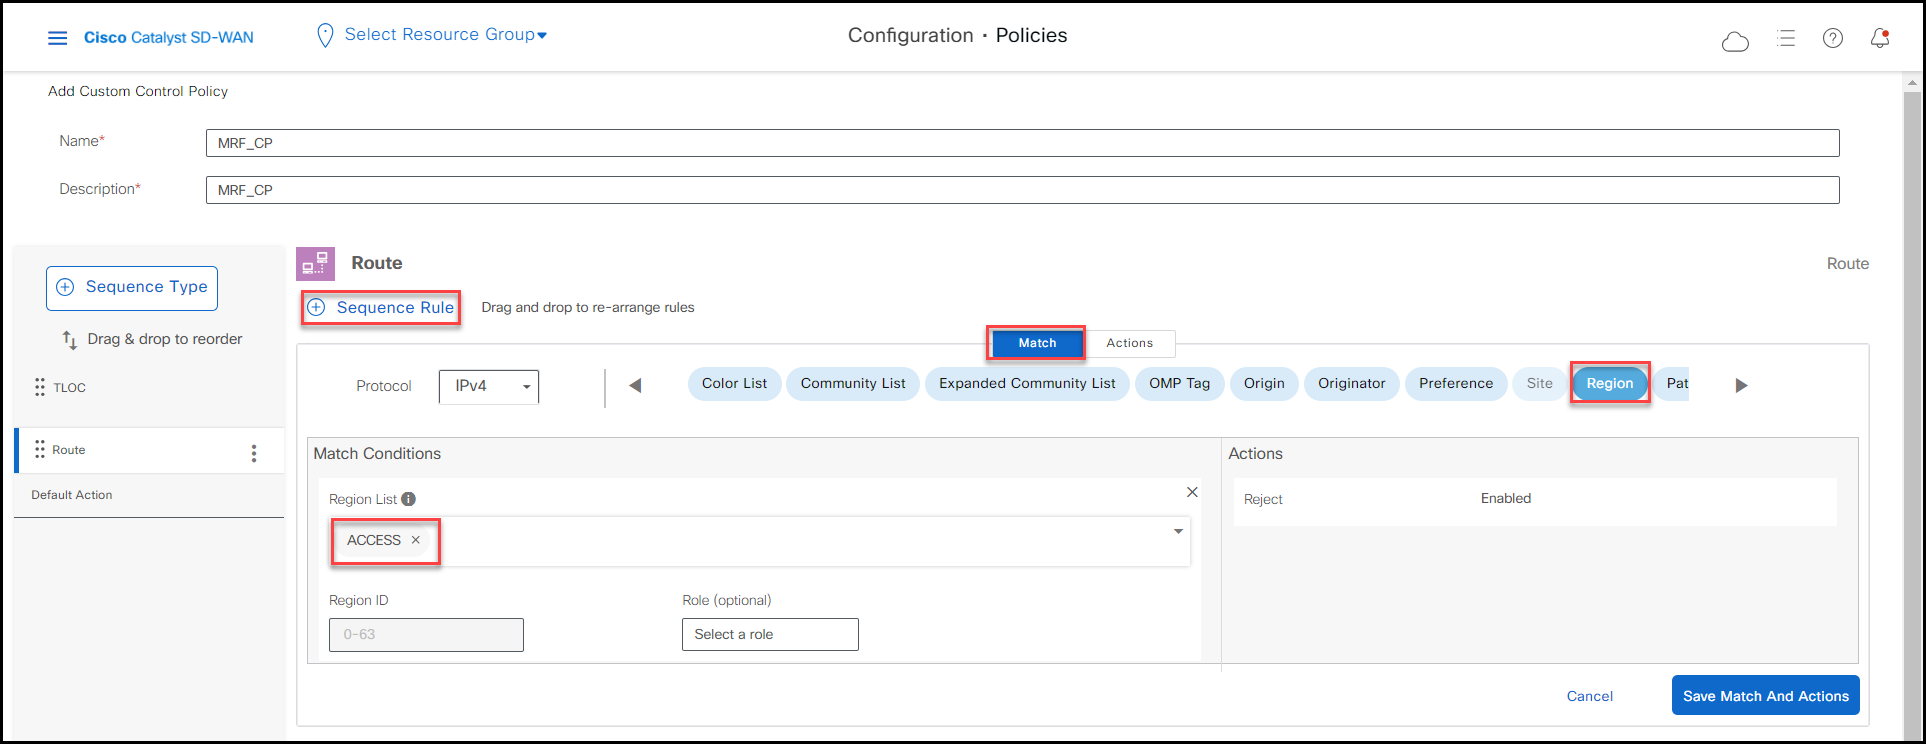 Cisco Catalyst SD-WAN
Select Resource Group
Configuration · Policies
Add Custom Control Policy
Name*
MRF_CP
Description*
MRF_CP
Sequence Type
Drag & drop to reorder
TLOC
Route
Default Action
Route
Route
Sequence Rule
Drag and drop to re-arrange rules
Match
Actions
Protocol
IPv4
Color List
Community List
Expanded Community List
OMP Tag
Origin
Originator
Preference
Site
Region
Pat
Match Conditions
Actions
Region List
ACCESS ×
Reject
Enabled
Region ID
Role (optional)
0-63
Select a role
Cancel
Save Match And Actions